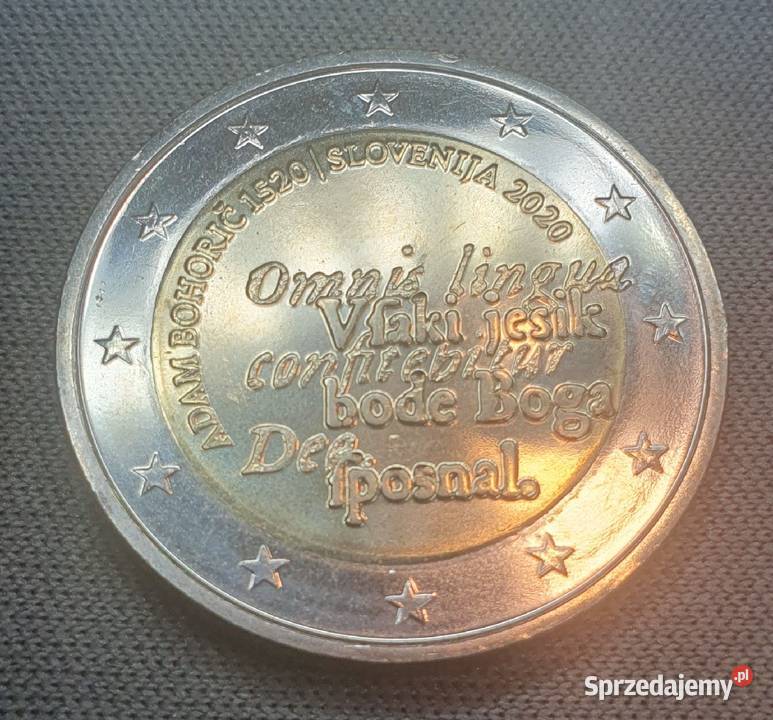 ADAM BOHORIČ 1520 | SLOVENIJA 2020
Omnis lingua
Vſaki jesik
confitebitur
bode Boga
Deo.
ſposnal.
Sprzedajemy.pl